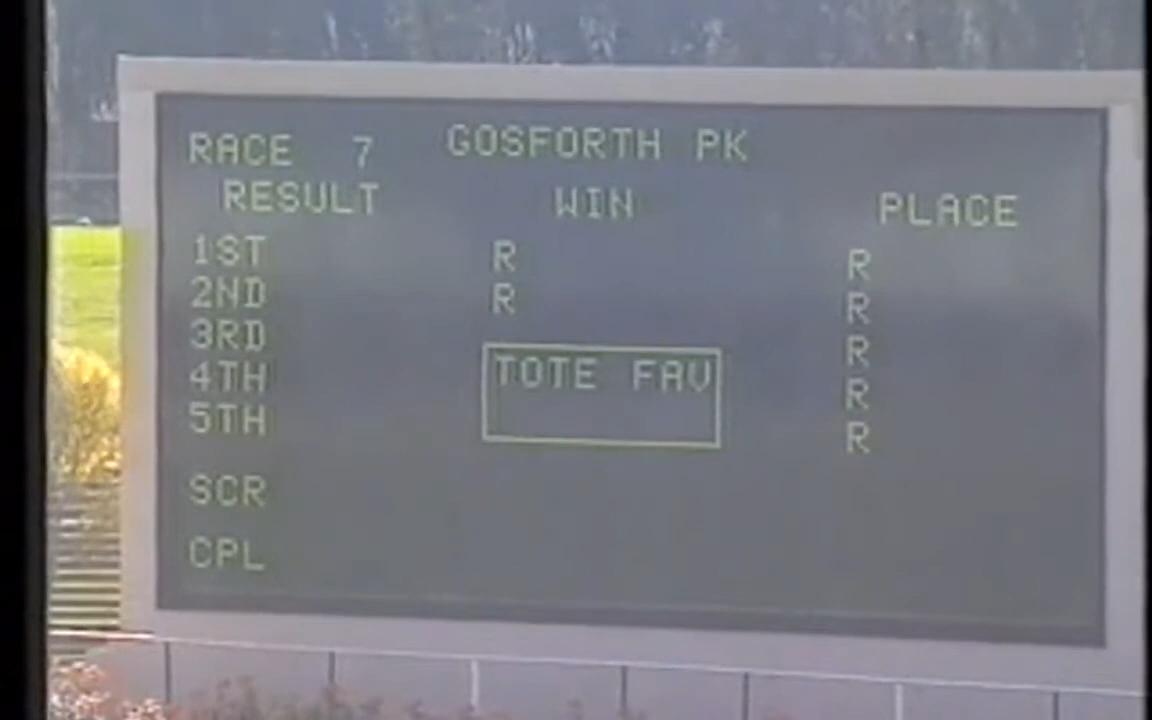 RACE 7 GOSFORTH PK
RESULT WIN PLACE
1ST R R
2ND R R
3RD R
4TH TOTE FAV R
5TH R
SCR
CPL